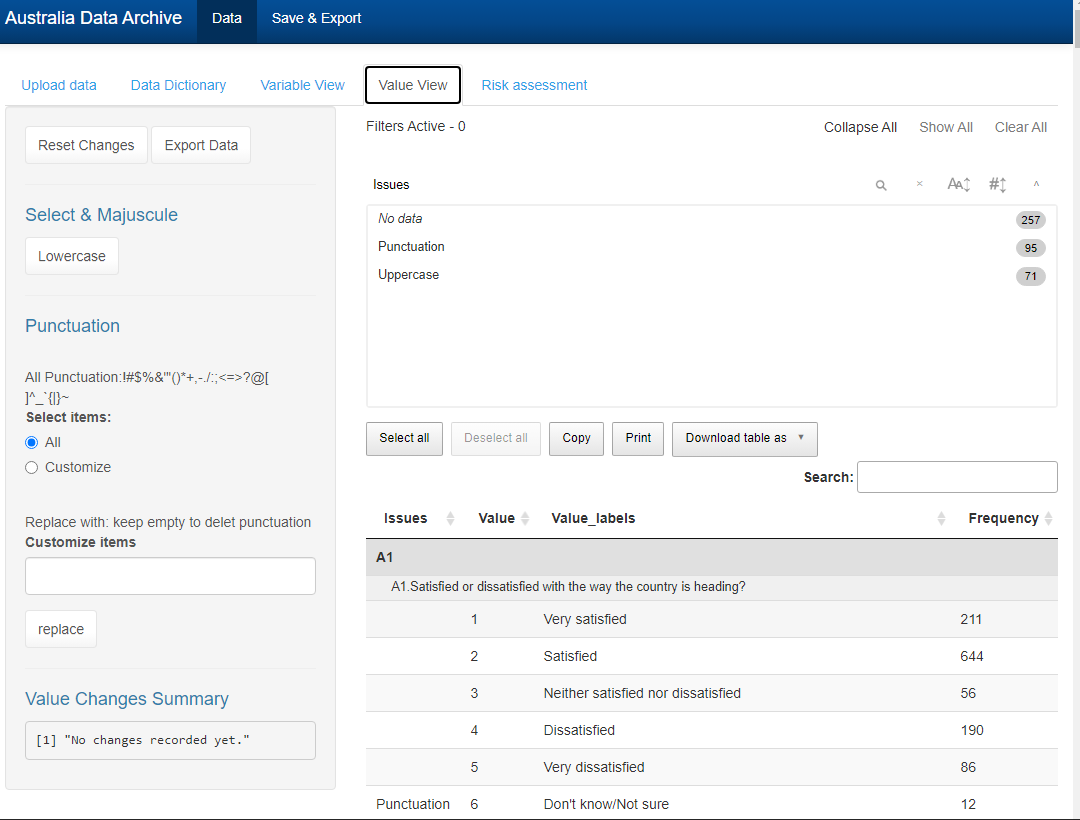 Australia Data Archive Data Save & Export
Upload data Data Dictionary Variable View Value View Risk assessment
Reset Changes Export Data
Select & Majuscule
Lowercase
Punctuation
All Punctuation:!#$%&"'()*+,-./:;<=>?@[
]^_`{|}~
Select items:
All
Customize
Replace with: keep empty to delet punctuation
Customize items
replace
Value Changes Summary
[1] "No changes recorded yet."
Filters Active - 0 Collapse All Show All Clear All
Issues
No data 257
Punctuation 95
Uppercase 71
Select all Deselect all Copy Print Download table as
Search:
Issues Value Value_labels Frequency
A1
A1.Satisfied or dissatisfied with the way the country is heading?
1 Very satisfied 211
2 Satisfied 644
3 Neither satisfied nor dissatisfied 56
4 Dissatisfied 190
5 Very dissatisfied 86
Punctuation 6 Don't know/Not sure 12